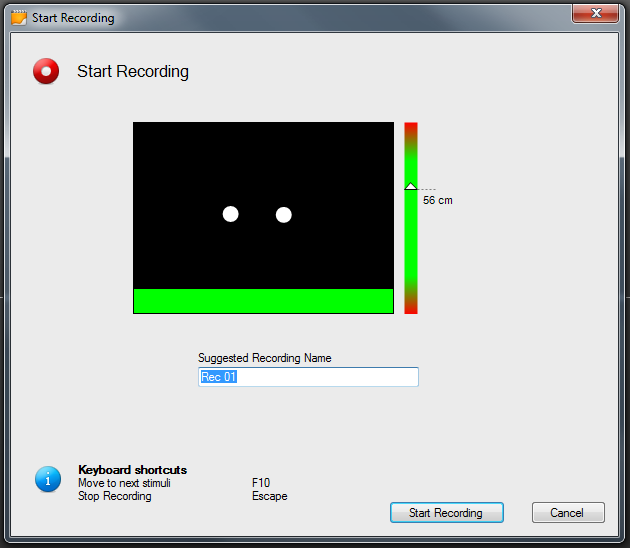 Start Recording
Start Recording
56 cm
Suggested Recording Name
Rec 01
Keyboard shortcuts
Move to next stimuli F10
Stop Recording Escape
Start Recording Cancel